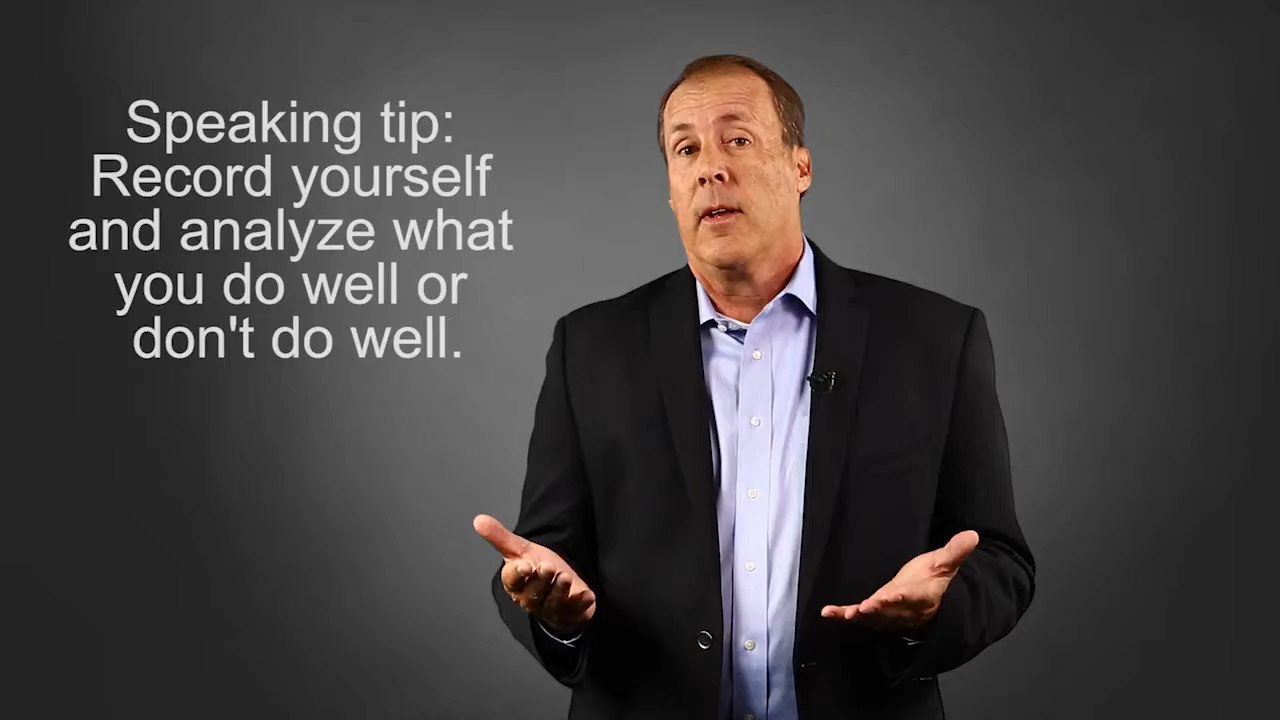 Speaking tip:
Record yourself
and analyze what
you do well or
don't do well.